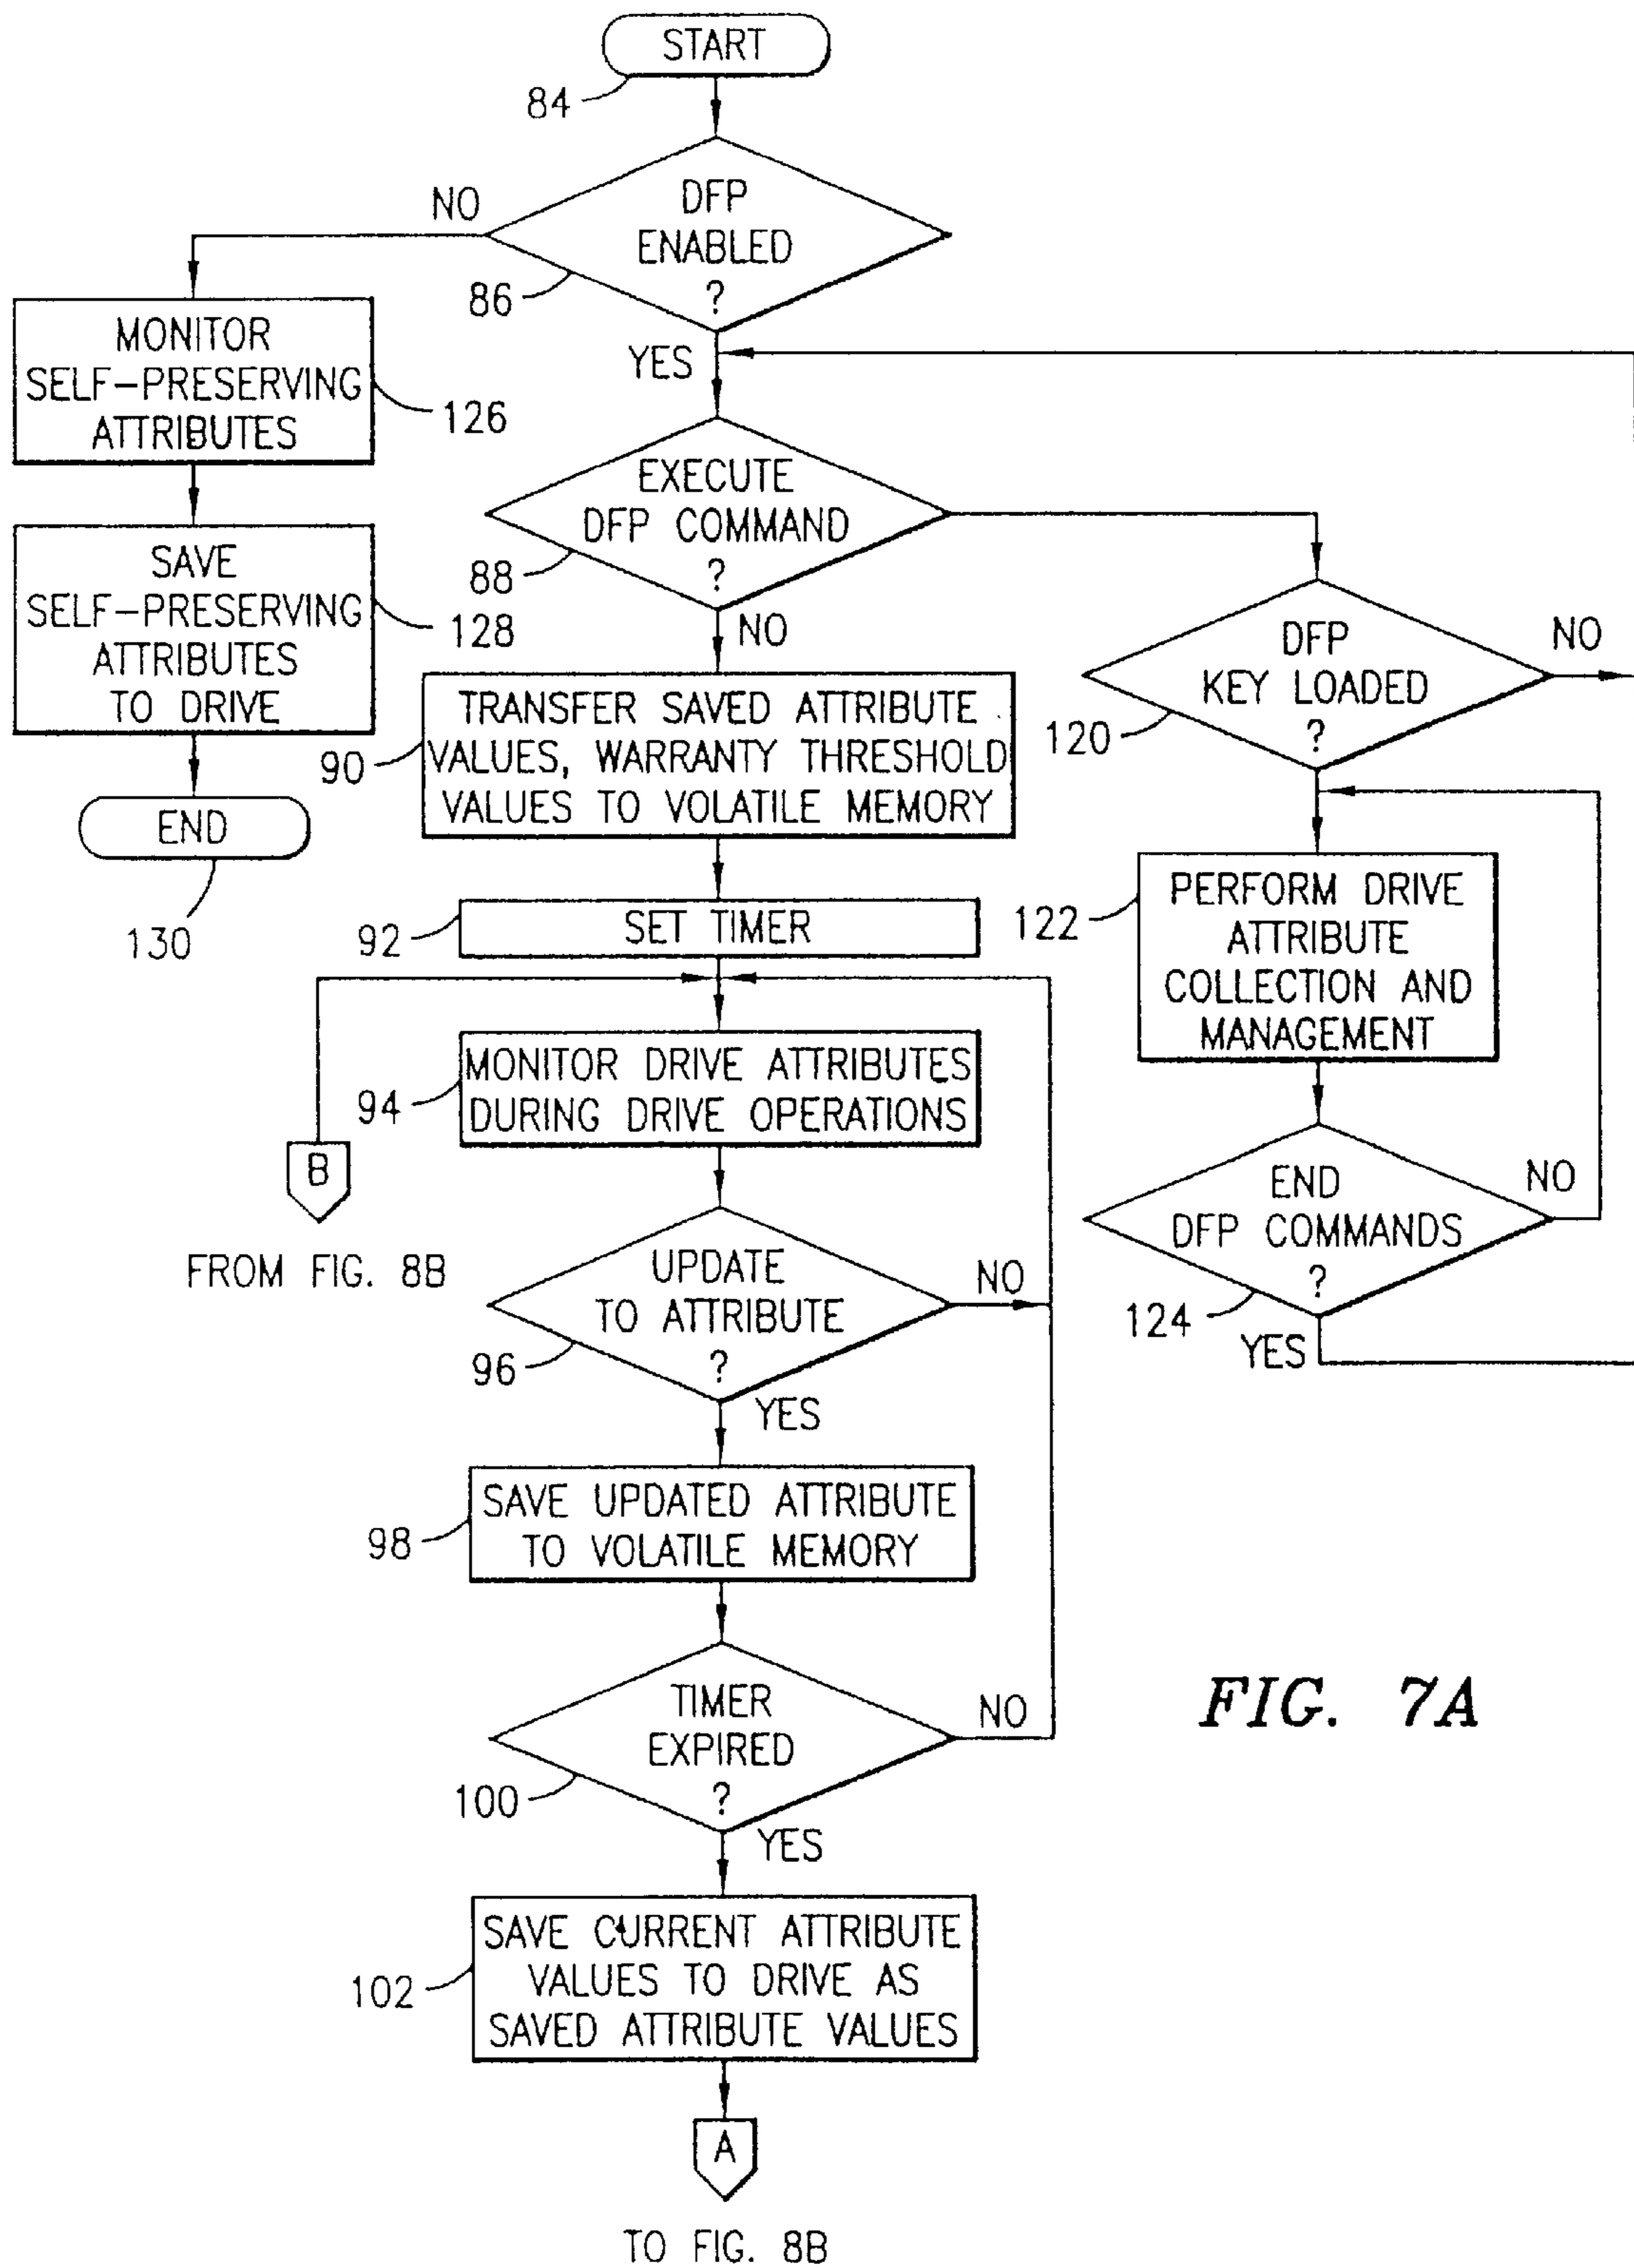 START
84
DFP
ENABLED
?
NO
86
YES
MONITOR
SELF-PRESERVING
ATTRIBUTES
126
SAVE
SELF-PRESERVING
ATTRIBUTES
TO DRIVE
128
END
130
EXECUTE
DFP COMMAND
?
88
NO
TRANSFER SAVED ATTRIBUTE
VALUES, WARRANTY THRESHOLD
VALUES TO VOLATILE MEMORY
90
SET TIMER
92
MONITOR DRIVE ATTRIBUTES
DURING DRIVE OPERATIONS
94
B
FROM FIG. 8B
UPDATE
TO ATTRIBUTE
?
NO
96
YES
SAVE UPDATED ATTRIBUTE
TO VOLATILE MEMORY
98
TIMER
EXPIRED
?
NO
100
YES
SAVE CURRENT ATTRIBUTE
VALUES TO DRIVE AS
SAVED ATTRIBUTE VALUES
102
A
TO FIG. 8B
DFP
KEY LOADED
?
NO
120
PERFORM DRIVE
ATTRIBUTE
COLLECTION AND
MANAGEMENT
122
END
DFP COMMANDS
?
NO
124
YES
FIG. 7A